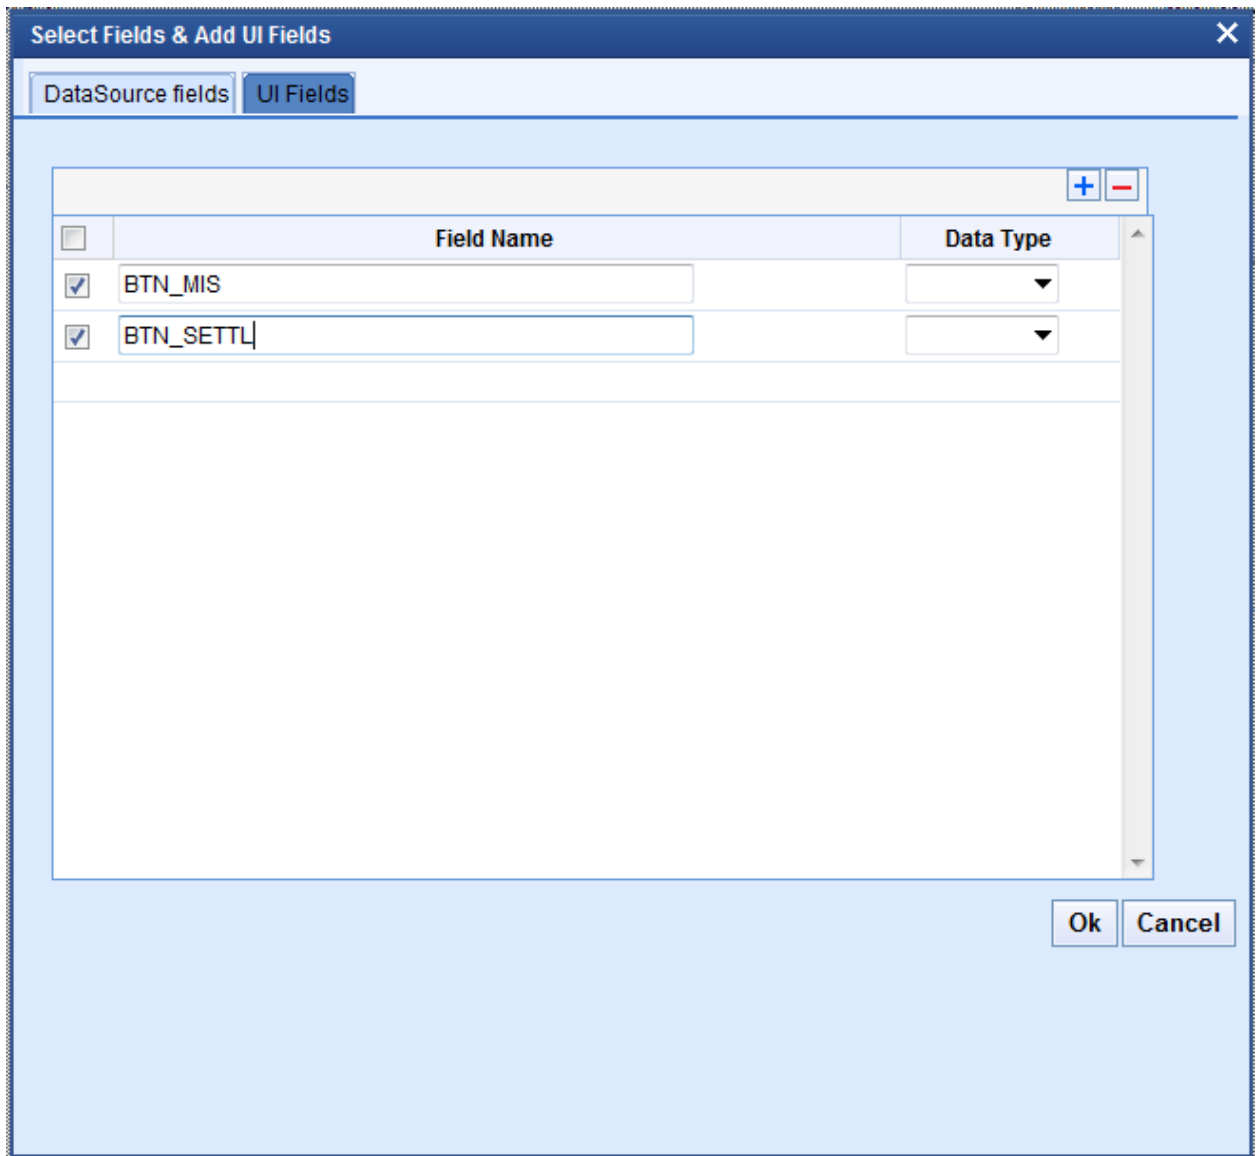 Select Fields & Add UI Fields
DataSource fields UI Fields
Field Name Data Type
BTN_MIS
BTN_SETTL
Ok Cancel